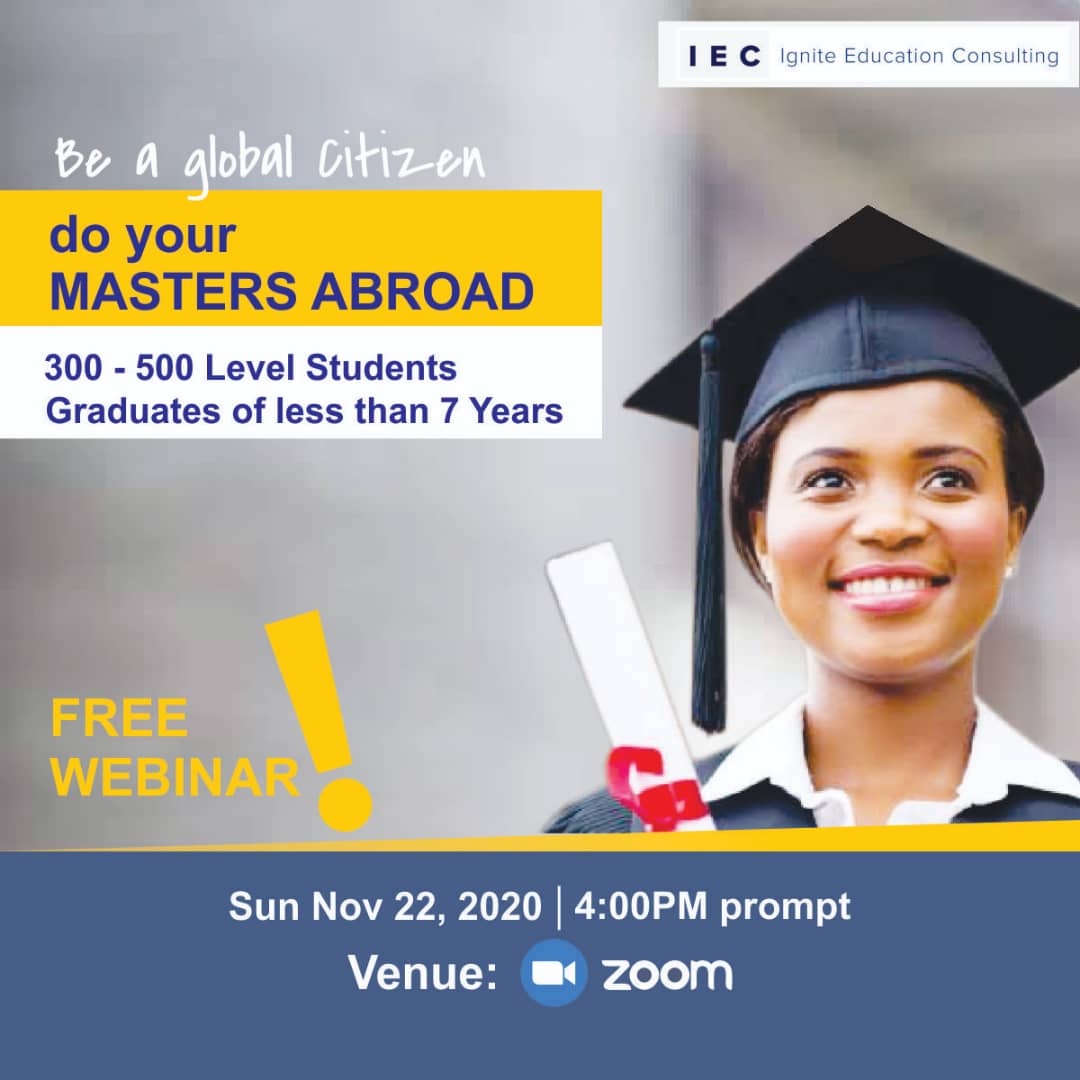 IEC Ignite Education Consulting
Be a global Citizen
do your
MASTERS ABROAD
300 - 500 Level Students
Graduates of less than 7 Years
FREE
WEBINAR!
Sun Nov 22, 2020 | 4:00PM prompt
Venue: zoom